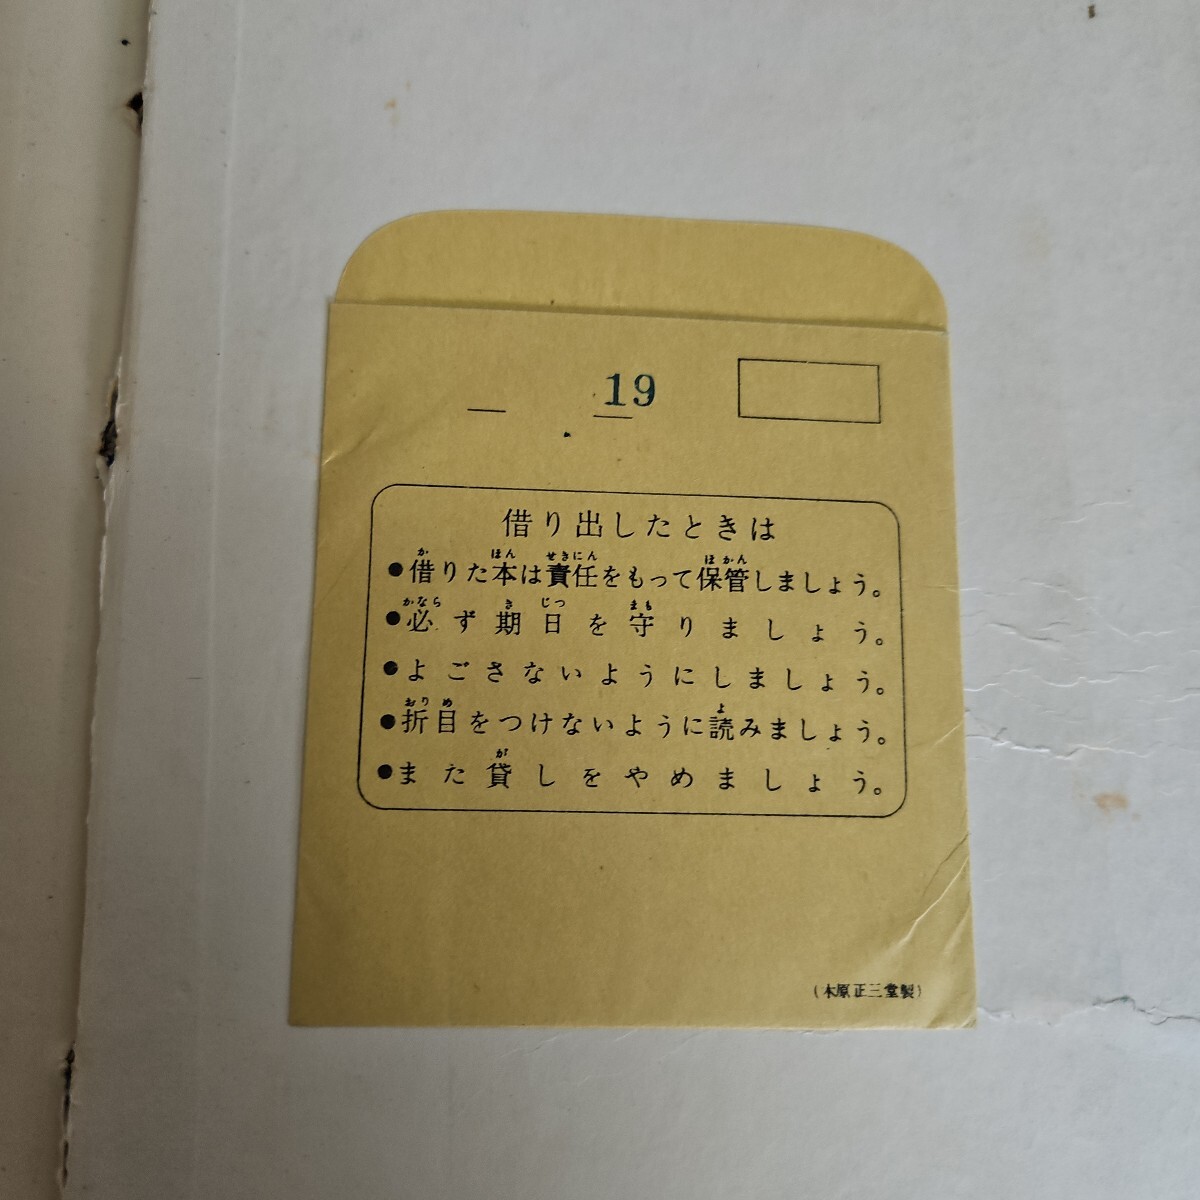 19
借り出したときは
●借りた本は責任をもって保管しましょう。
●必ず期日を守りましょう。
●よごさないようにしましょう。
●折目をつけないように読みましょう。
●また貸しをやめましょう。
(木原正三堂製)